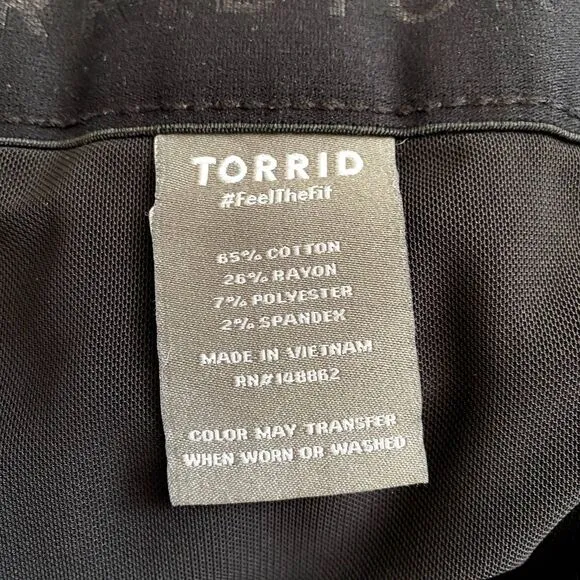 TORRID
#FeelTheFit
65% COTTON
26% RAYON
7% POLYESTER
2% SPANDEX
MADE IN VIETNAM
RN#148862
COLOR MAY TRANSFER
WHEN WORN OR WASHED